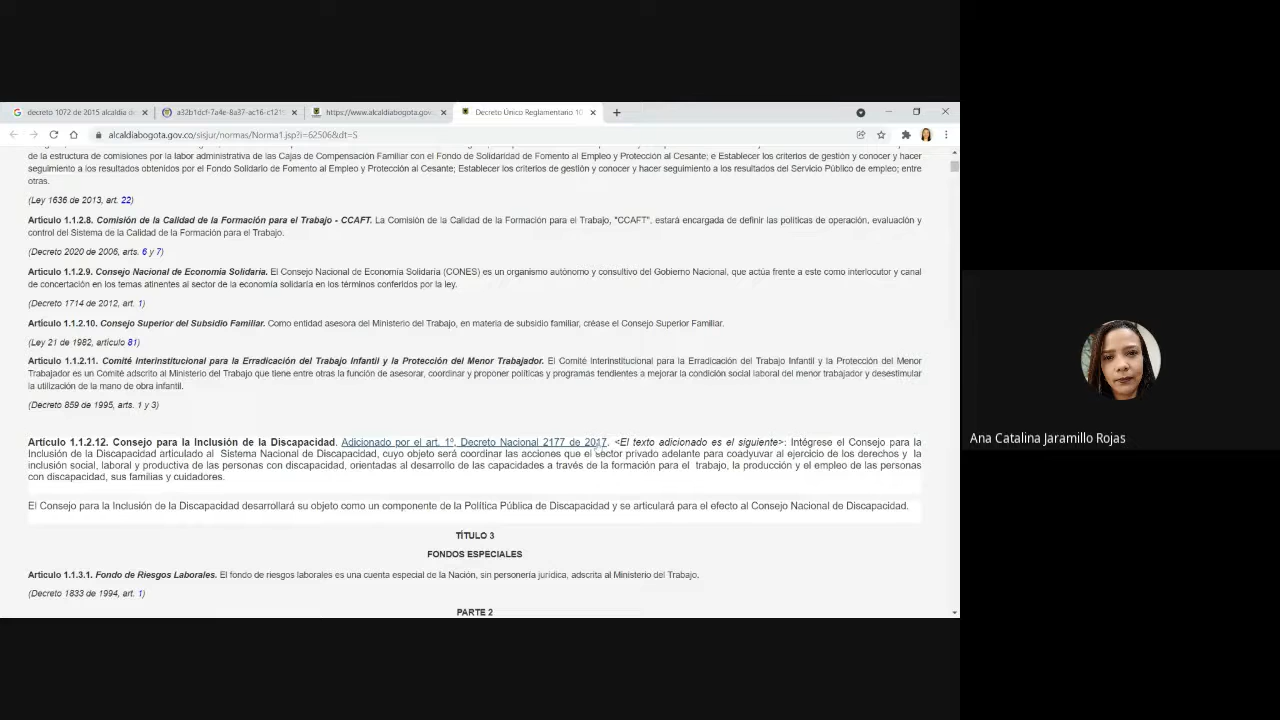 decreto 1072 de 2015 alcaldía de
a32b1dcf-7a4e-8a37-ac16-c121
https://www.alcaldiabogota.gov.
Decreto Único Reglamentario 10
alcaldiabogota.gov.co/sisjur/normas/Norma1.jsp?i=62506&dt=S
de la estructura de comisiones por la labor administrativa de las Cajas de Compensación Familiar con el Fondo de Solidaridad de Fomento al Empleo y Protección al Cesante; e Establecer los criterios de gestión y conocer y hacer
seguimiento a los resultados obtenidos por el Fondo Solidario de Fomento al Empleo y Protección al Cesante; Establecer los criterios de gestión y conocer y hacer seguimiento a los resultados del Servicio Público de empleo; entre
otras.
(Ley 1636 de 2013, art. 22)
Artículo 1.1.2.8. Comisión de la Calidad de la Formación para el Trabajo - CCAFT. La Comisión de la Calidad de la Formación para el Trabajo, "CCAFT", estará encargada de definir las políticas de operación, evaluación y
control del Sistema de la Calidad de la Formación para el Trabajo.
(Decreto 2020 de 2006, arts. 6 y 7)
Artículo 1.1.2.9. Consejo Nacional de Economía Solidaria. El Consejo Nacional de Economía Solidaría (CONES) es un organismo autónomo y consultivo del Gobierno Nacional, que actúa frente a este como interlocutor y canal
de concertación en los temas atinentes al sector de la economía solidaría en los términos conferidos por la ley.
(Decreto 1714 de 2012, art. 1)
Artículo 1.1.2.10. Consejo Superior del Subsidio Familiar. Como entidad asesora del Ministerio del Trabajo, en materia de subsidio familiar, créase el Consejo Superior Familiar.
(Ley 21 de 1982, artículo 81)
Artículo 1.1.2.11. Comité Interinstitucional para la Erradicación del Trabajo Infantil y la Protección del Menor Trabajador. El Comité Interinstitucional para la Erradicación del Trabajo Infantil y la Protección del Menor
Trabajador es un Comité adscrito al Ministerio del Trabajo que tiene entre otras la función de asesorar, coordinar y proponer políticas y programas tendientes a mejorar la condición social laboral del menor trabajador y desestimular
la utilización de la mano de obra infantil.
(Decreto 859 de 1995, arts. 1 y 3)
Artículo 1.1.2.12. Consejo para la Inclusión de la Discapacidad. Adicionado por el art. 1º, Decreto Nacional 2177 de 2017. <El texto adicionado es el siguiente>: Intégrese el Consejo para la
Inclusión de la Discapacidad articulado al Sistema Nacional de Discapacidad, cuyo objeto será coordinar las acciones que el sector privado adelante para coadyuvar al ejercicio de los derechos y la
inclusión social, laboral y productiva de las personas con discapacidad, orientadas al desarrollo de las capacidades a través de la formación para el trabajo, la producción y el empleo de las personas
con discapacidad, sus familias y cuidadores.
El Consejo para la Inclusión de la Discapacidad desarrollará su objeto como un componente de la Política Pública de Discapacidad y se articulará para el efecto al Consejo Nacional de Discapacidad.
TÍTULO 3
FONDOS ESPECIALES
Artículo 1.1.3.1. Fondo de Riesgos Laborales. El fondo de riesgos laborales es una cuenta especial de la Nación, sin personería jurídica, adscrita al Ministerio del Trabajo.
(Decreto 1833 de 1994, art. 1)
PARTE 2
Ana Catalina Jaramillo Rojas